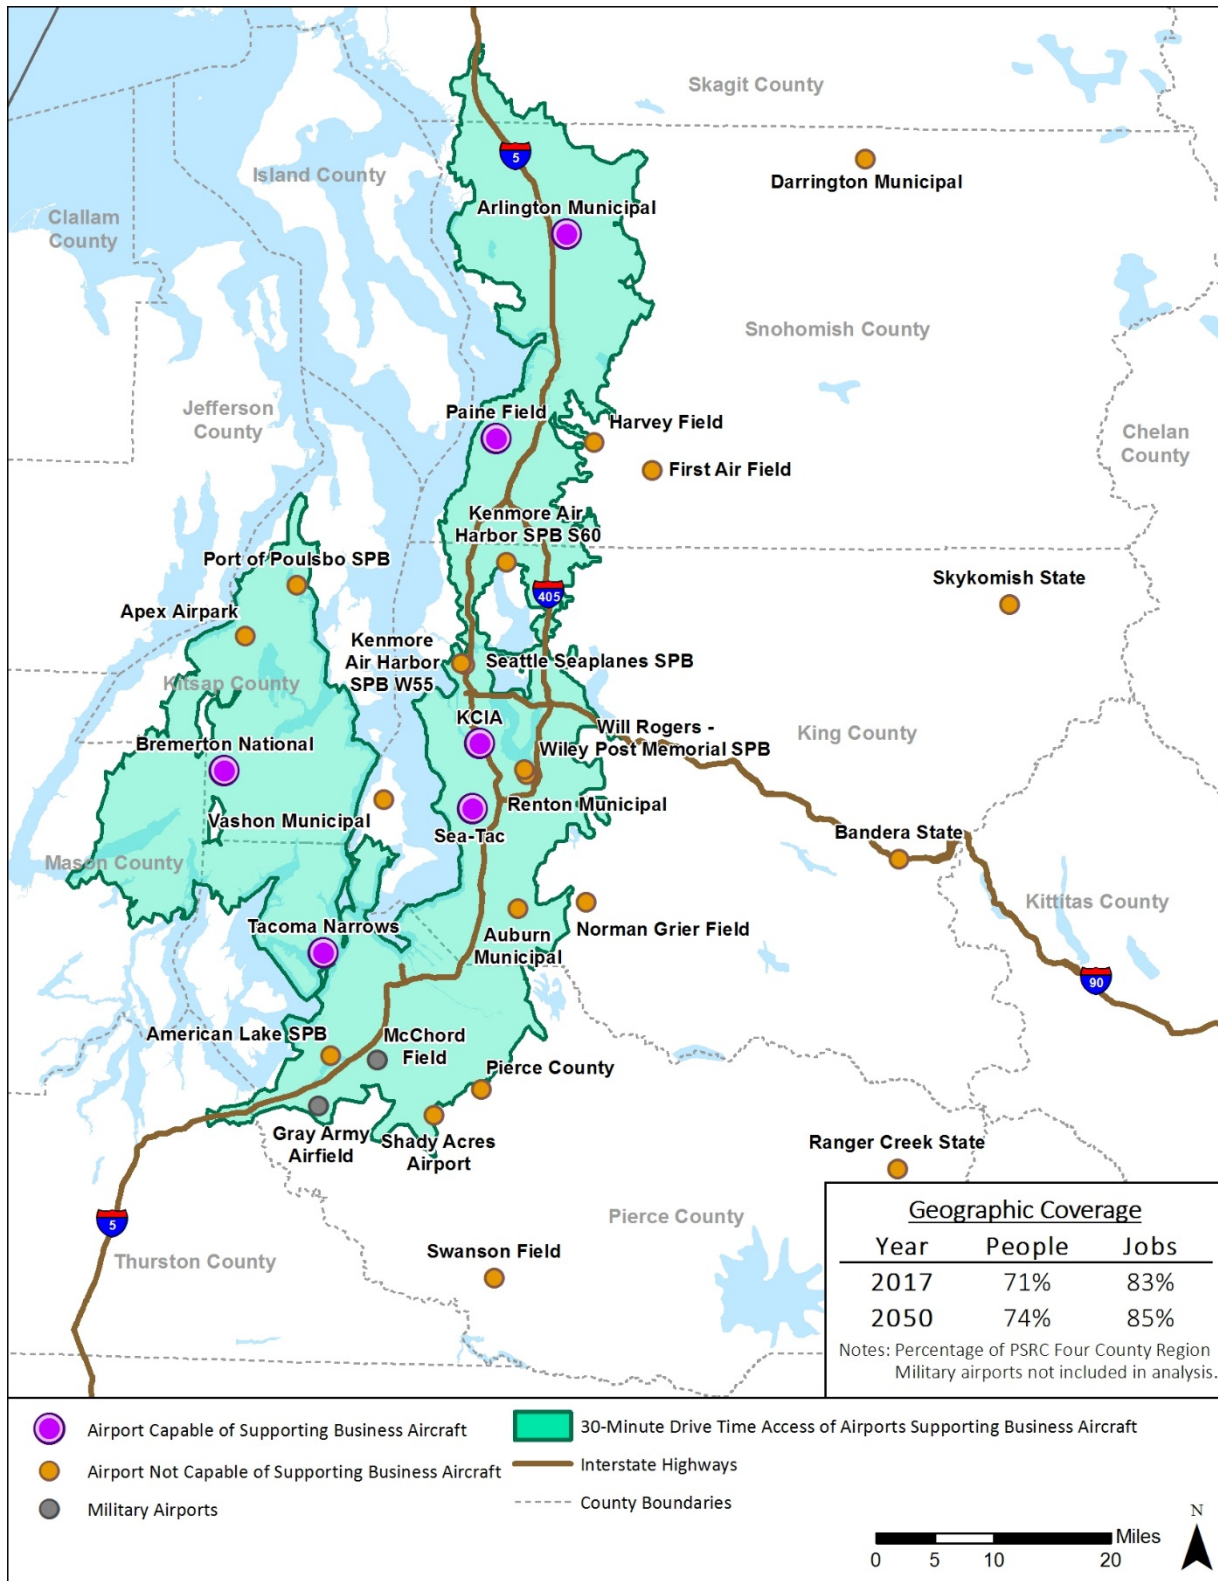 Skagit County
5
Island County
Darrington Municipal
Arlington Municipal
Clallam
County
Snohomish County
Jefferson
County
Paine Field
Harvey Field
Chelan
County
First Air Field
Kenmore Air
Harbor SPB S60
Port of Poulsbo SPB
Skykomish State
405
Apex Airpark
Kenmore
Air Harbor
SPB W55
Seattle Seaplanes SPB
Kitsap County
KCIA
Will Rogers -
Wiley Post Memorial SPB
King County
Bremerton National
Renton Municipal
Vashon Municipal
Sea-Tac
Bandera State
Mason County
Kittitas County
Tacoma Narrows
Auburn
Municipal
Norman Grier Field
90
American Lake SPB
McChord
Field
Pierce County
Gray Army
Airfield
Shady Acres
Airport
Ranger Creek State
5
Pierce County
Thurston County
Swanson Field
Geographic Coverage
Year People Jobs
2017 71% 83%
2050 74% 85%
Notes: Percentage of PSRC Four County Region
Military airports not included in analysis.
Airport Capable of Supporting Business Aircraft
30-Minute Drive Time Access of Airports Supporting Business Aircraft
Airport Not Capable of Supporting Business Aircraft
Interstate Highways
Military Airports
County Boundaries
N
Miles
0 5 10 20